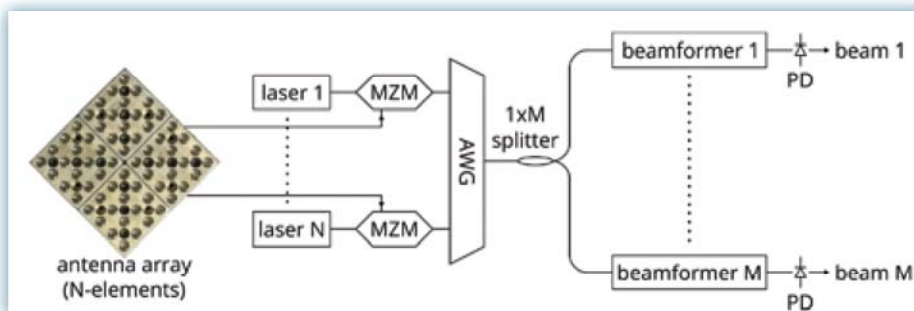 laser 1
MZM
laser N
MZM
antenna array
(N-elements)
AWG
1xM
splitter
beamformer 1
PD
beam 1
beamformer M
PD
beam M